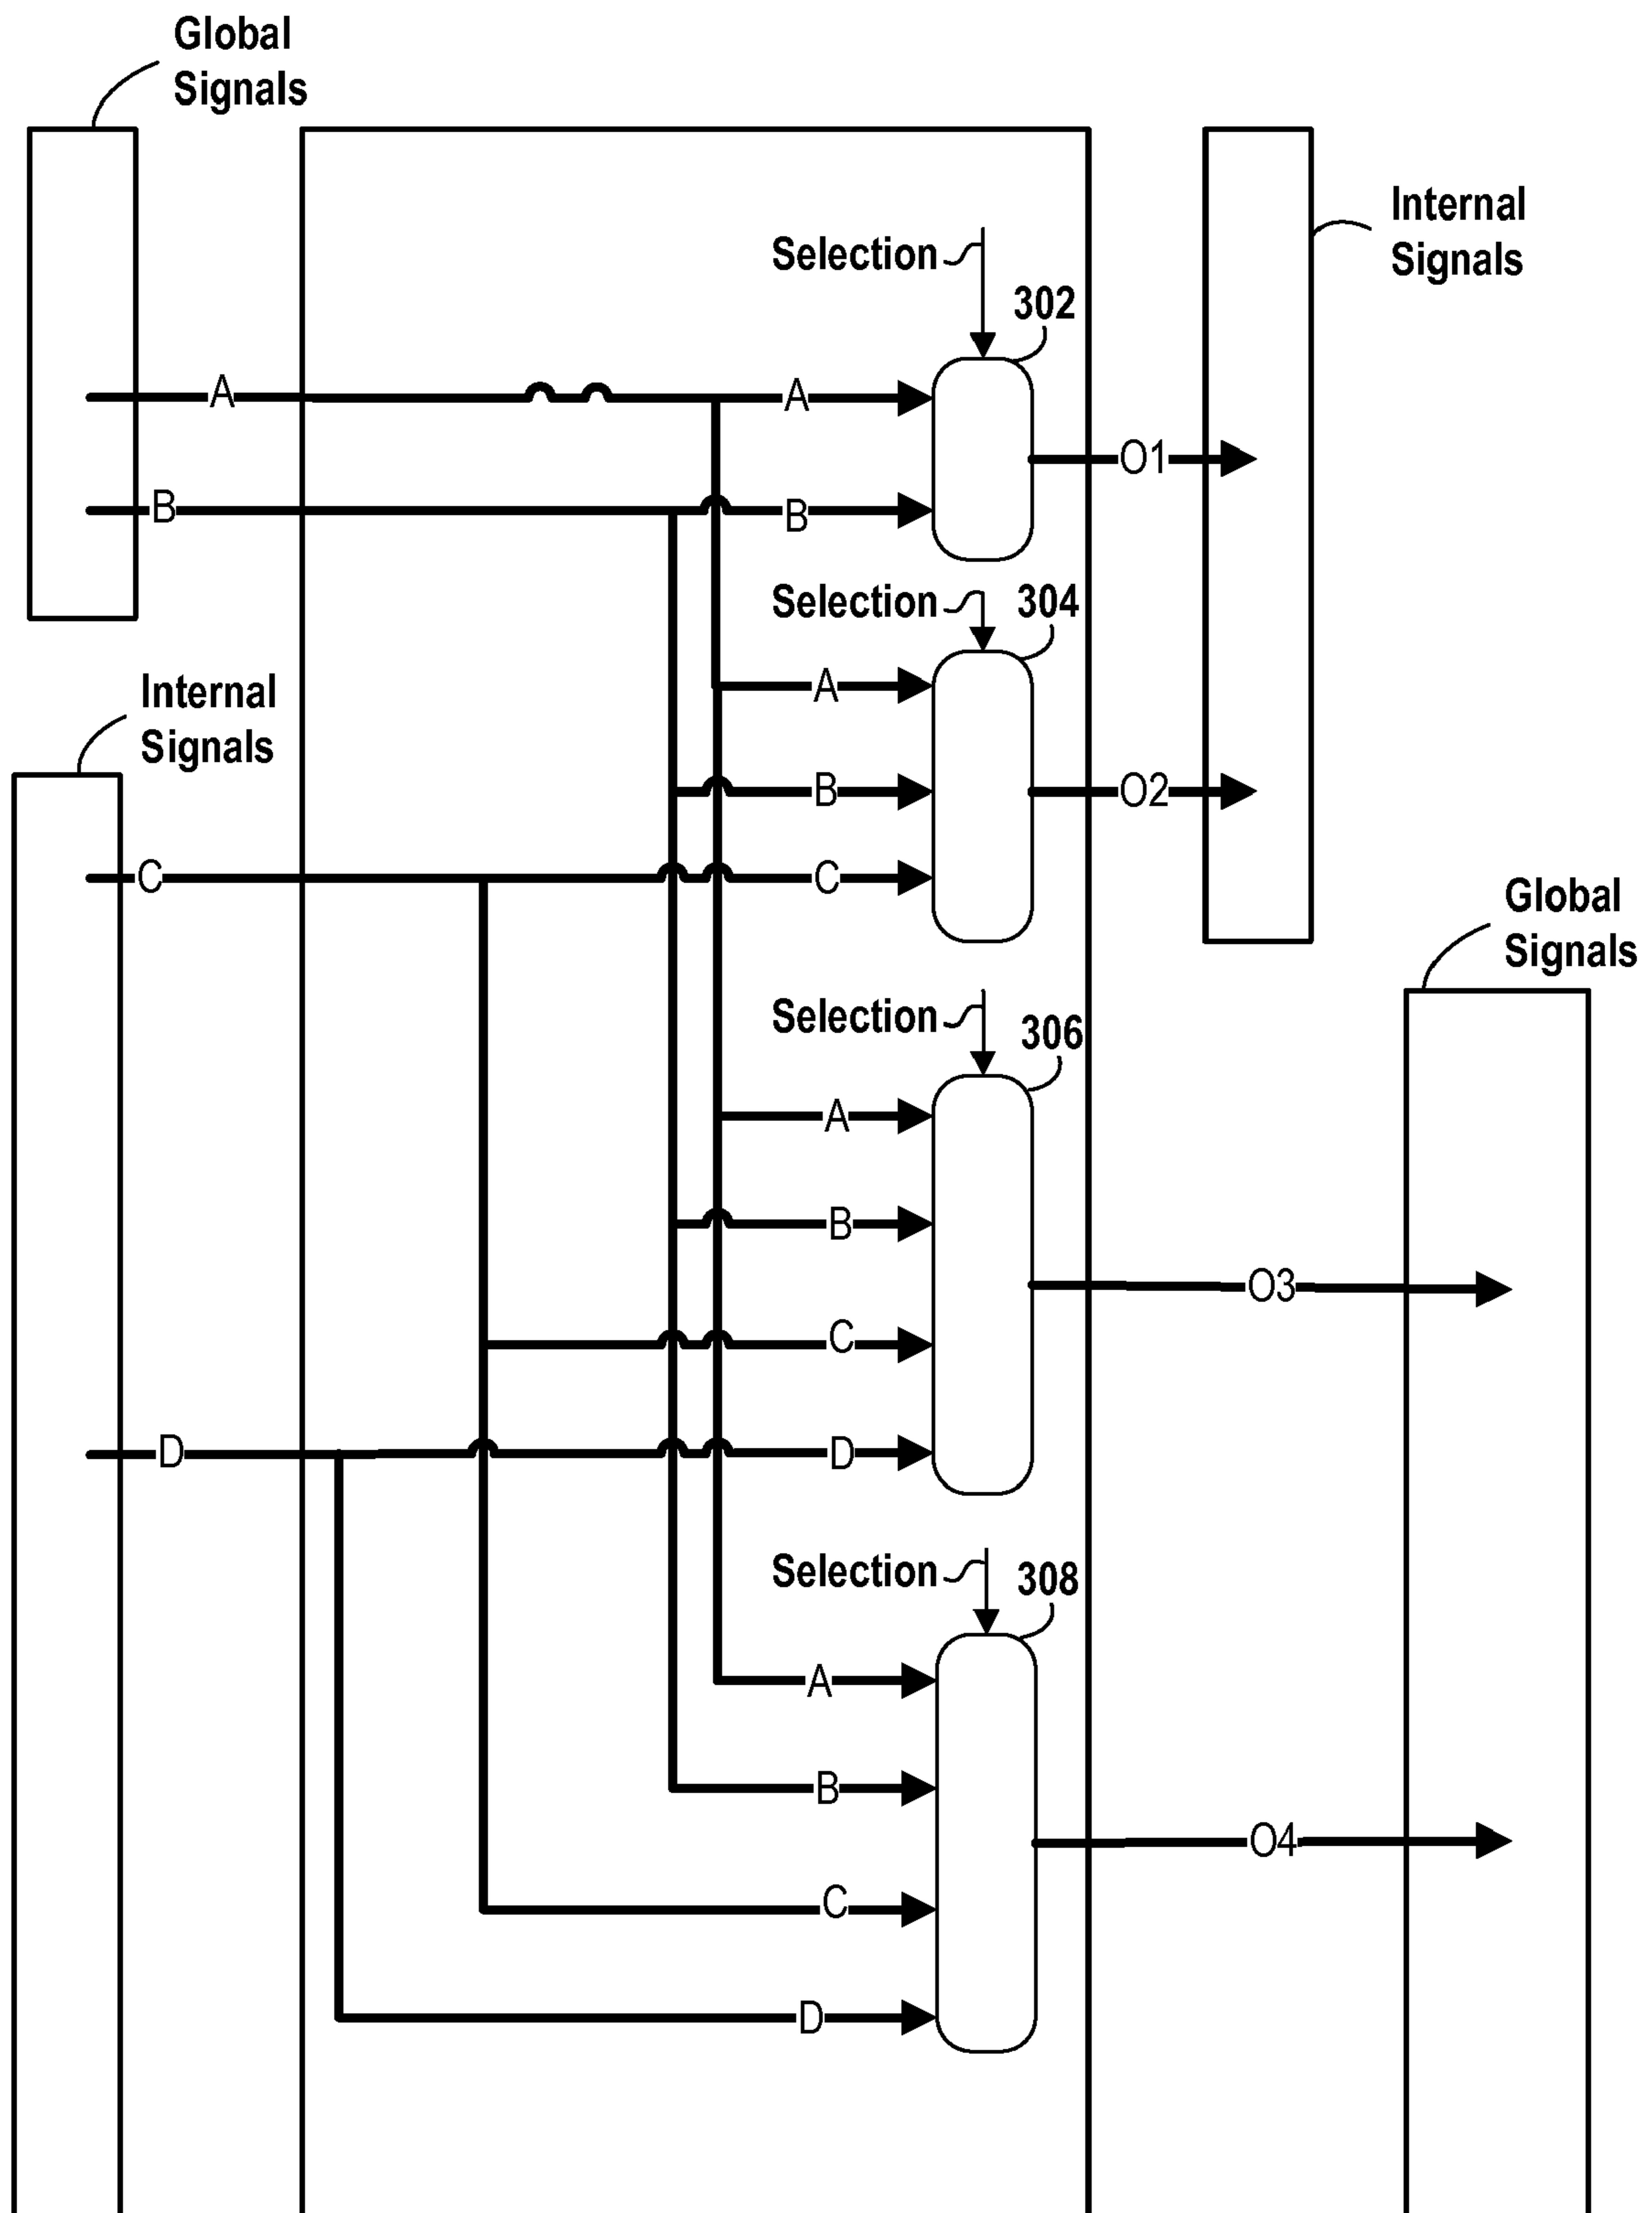 Global
Signals
Internal
Signals
Selection
302
A
A
O1
B
B
Selection
304
Internal
Signals
A
B
O2
C
C
Global
Signals
Selection
306
A
B
O3
C
D
D
Selection
308
A
B
O4
C
D